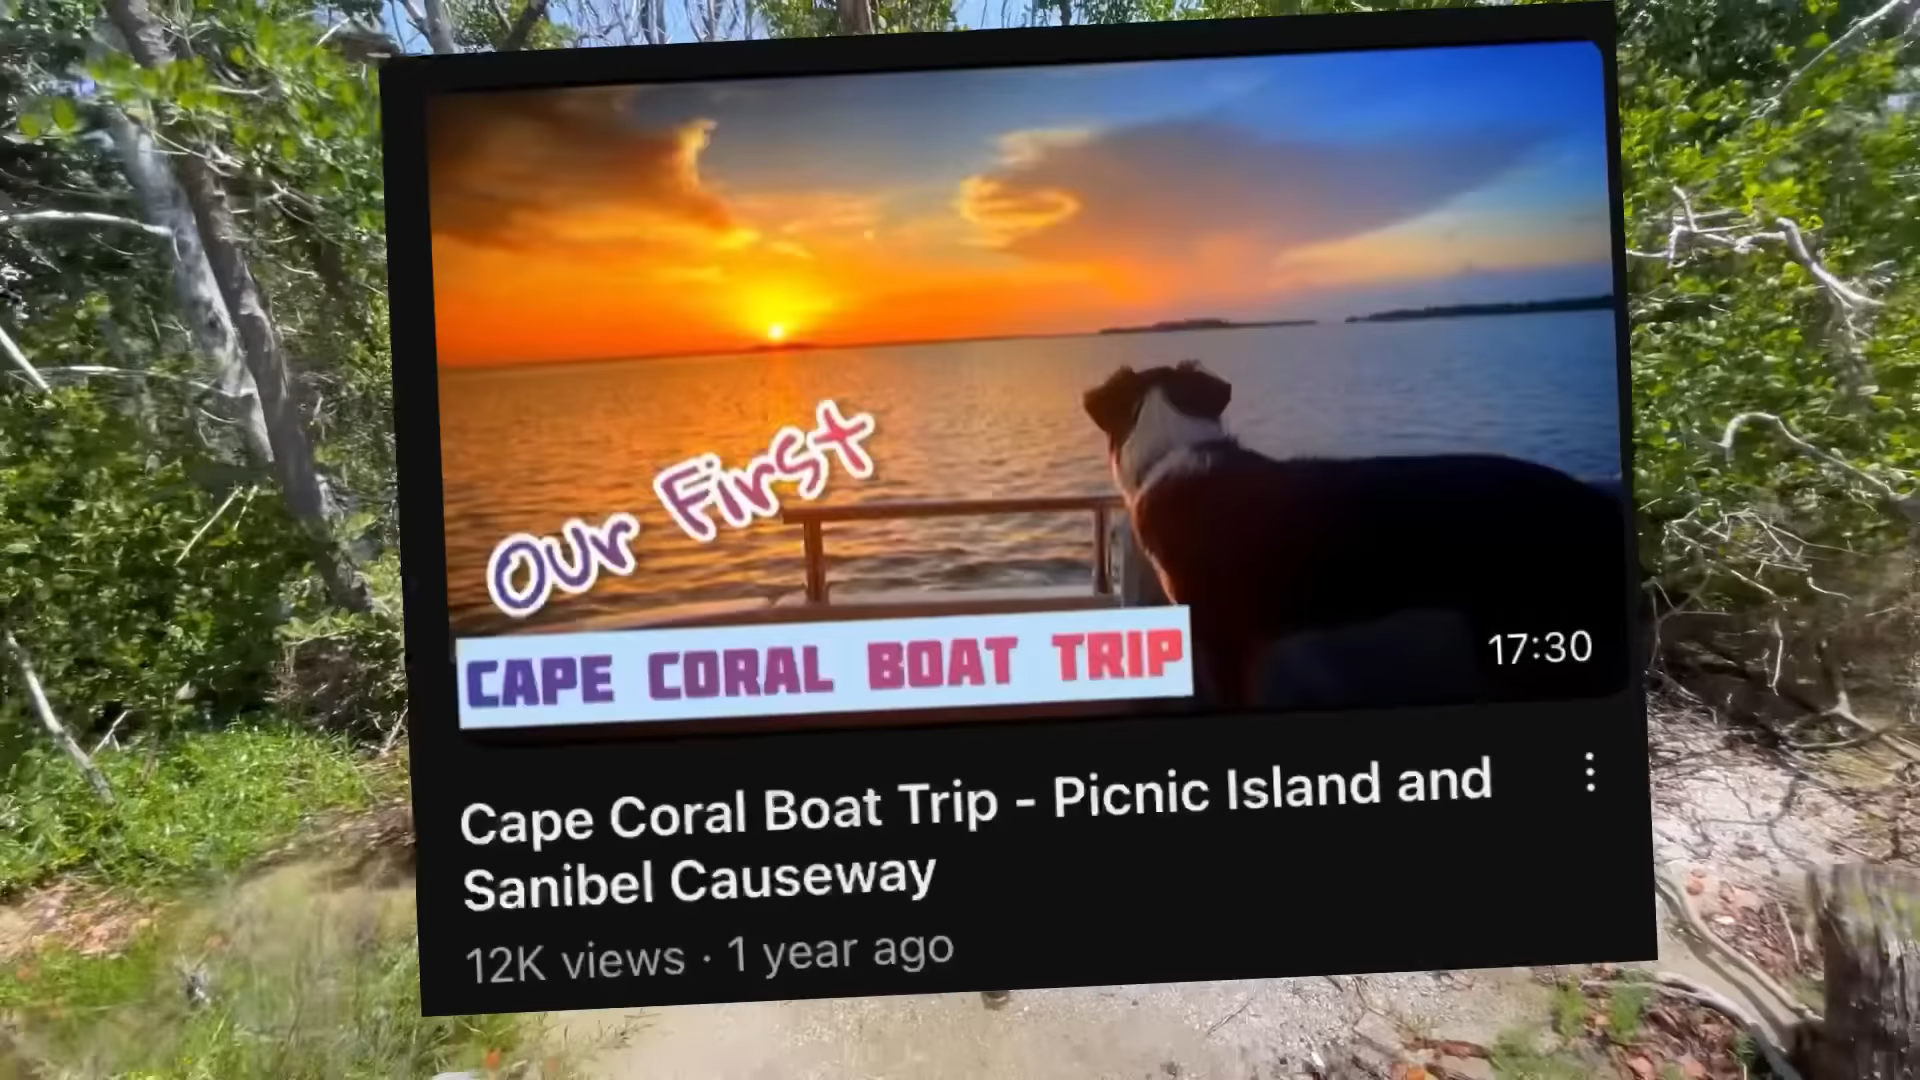 Our First
CAPE CORAL BOAT TRIP
17:30
Cape Coral Boat Trip - Picnic Island and
Sanibel Causeway
12K views · 1 year ago